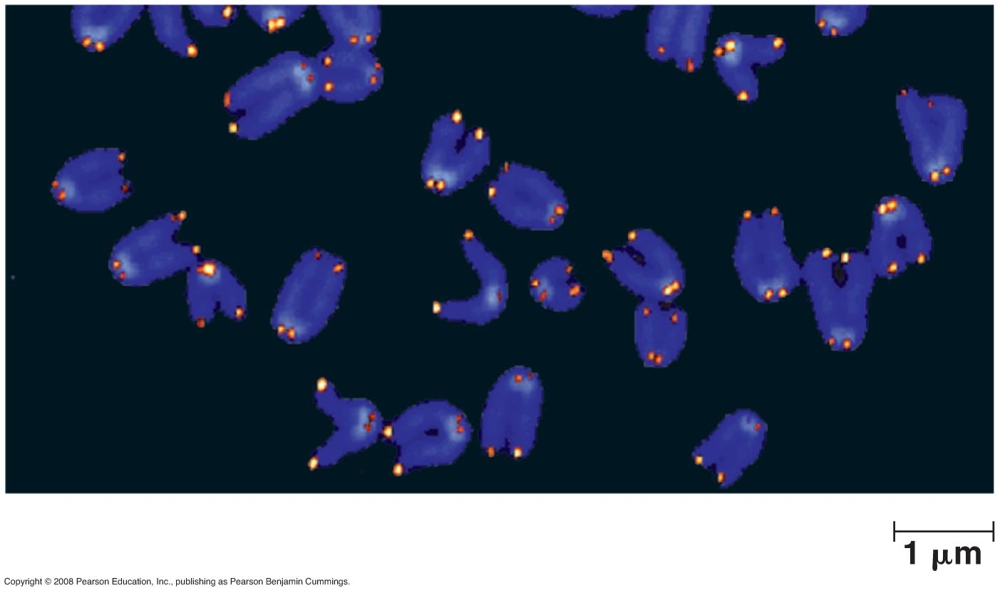 1 μm
Copyright © 2008 Pearson Education, Inc., publishing as Pearson Benjamin Cummings.